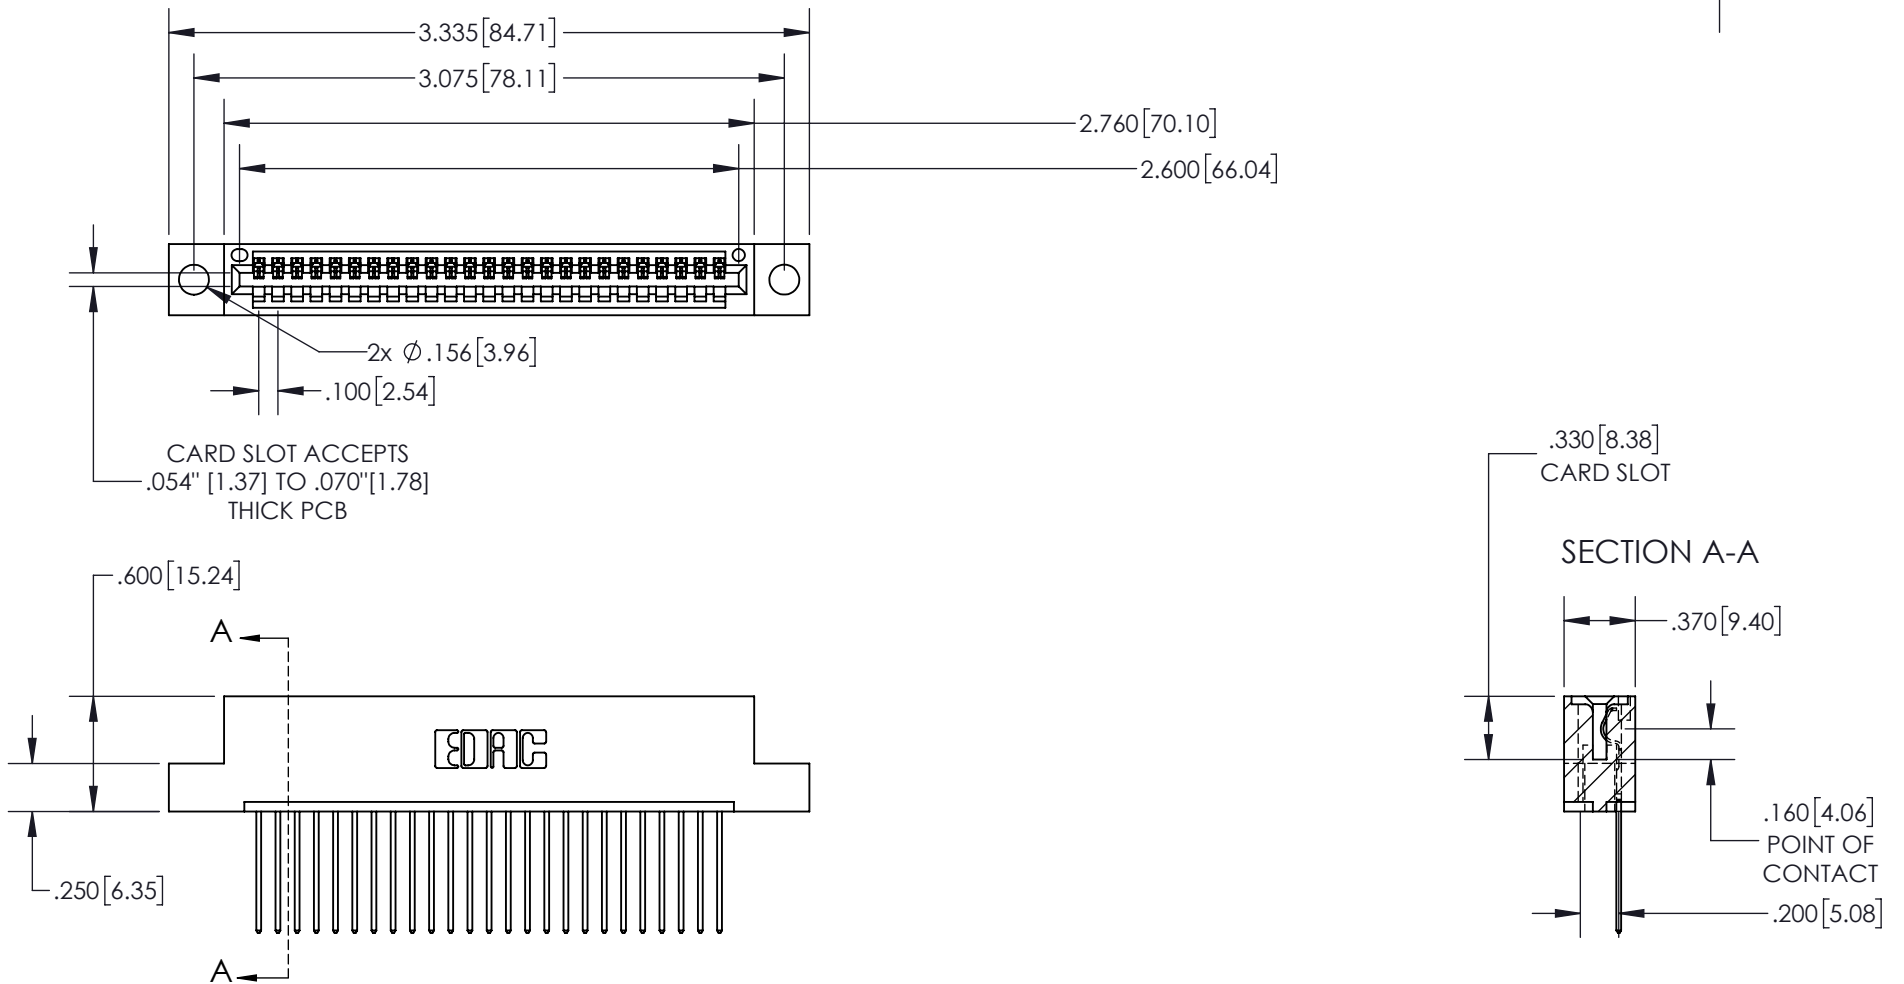 3.335[84.71]
3.075[78.11]
2.760[70.10]
2.600[66.04]
2x Ø.156[3.96]
.100[2.54]
CARD SLOT ACCEPTS
.054" [1.37] TO .070"[1.78]
THICK PCB
.330[8.38]
CARD SLOT
SECTION A-A
.600[15.24]
A
.370[9.40]
EDAC
.160[4.06]
POINT OF
CONTACT
.250[6.35]
.200[5.08]
A